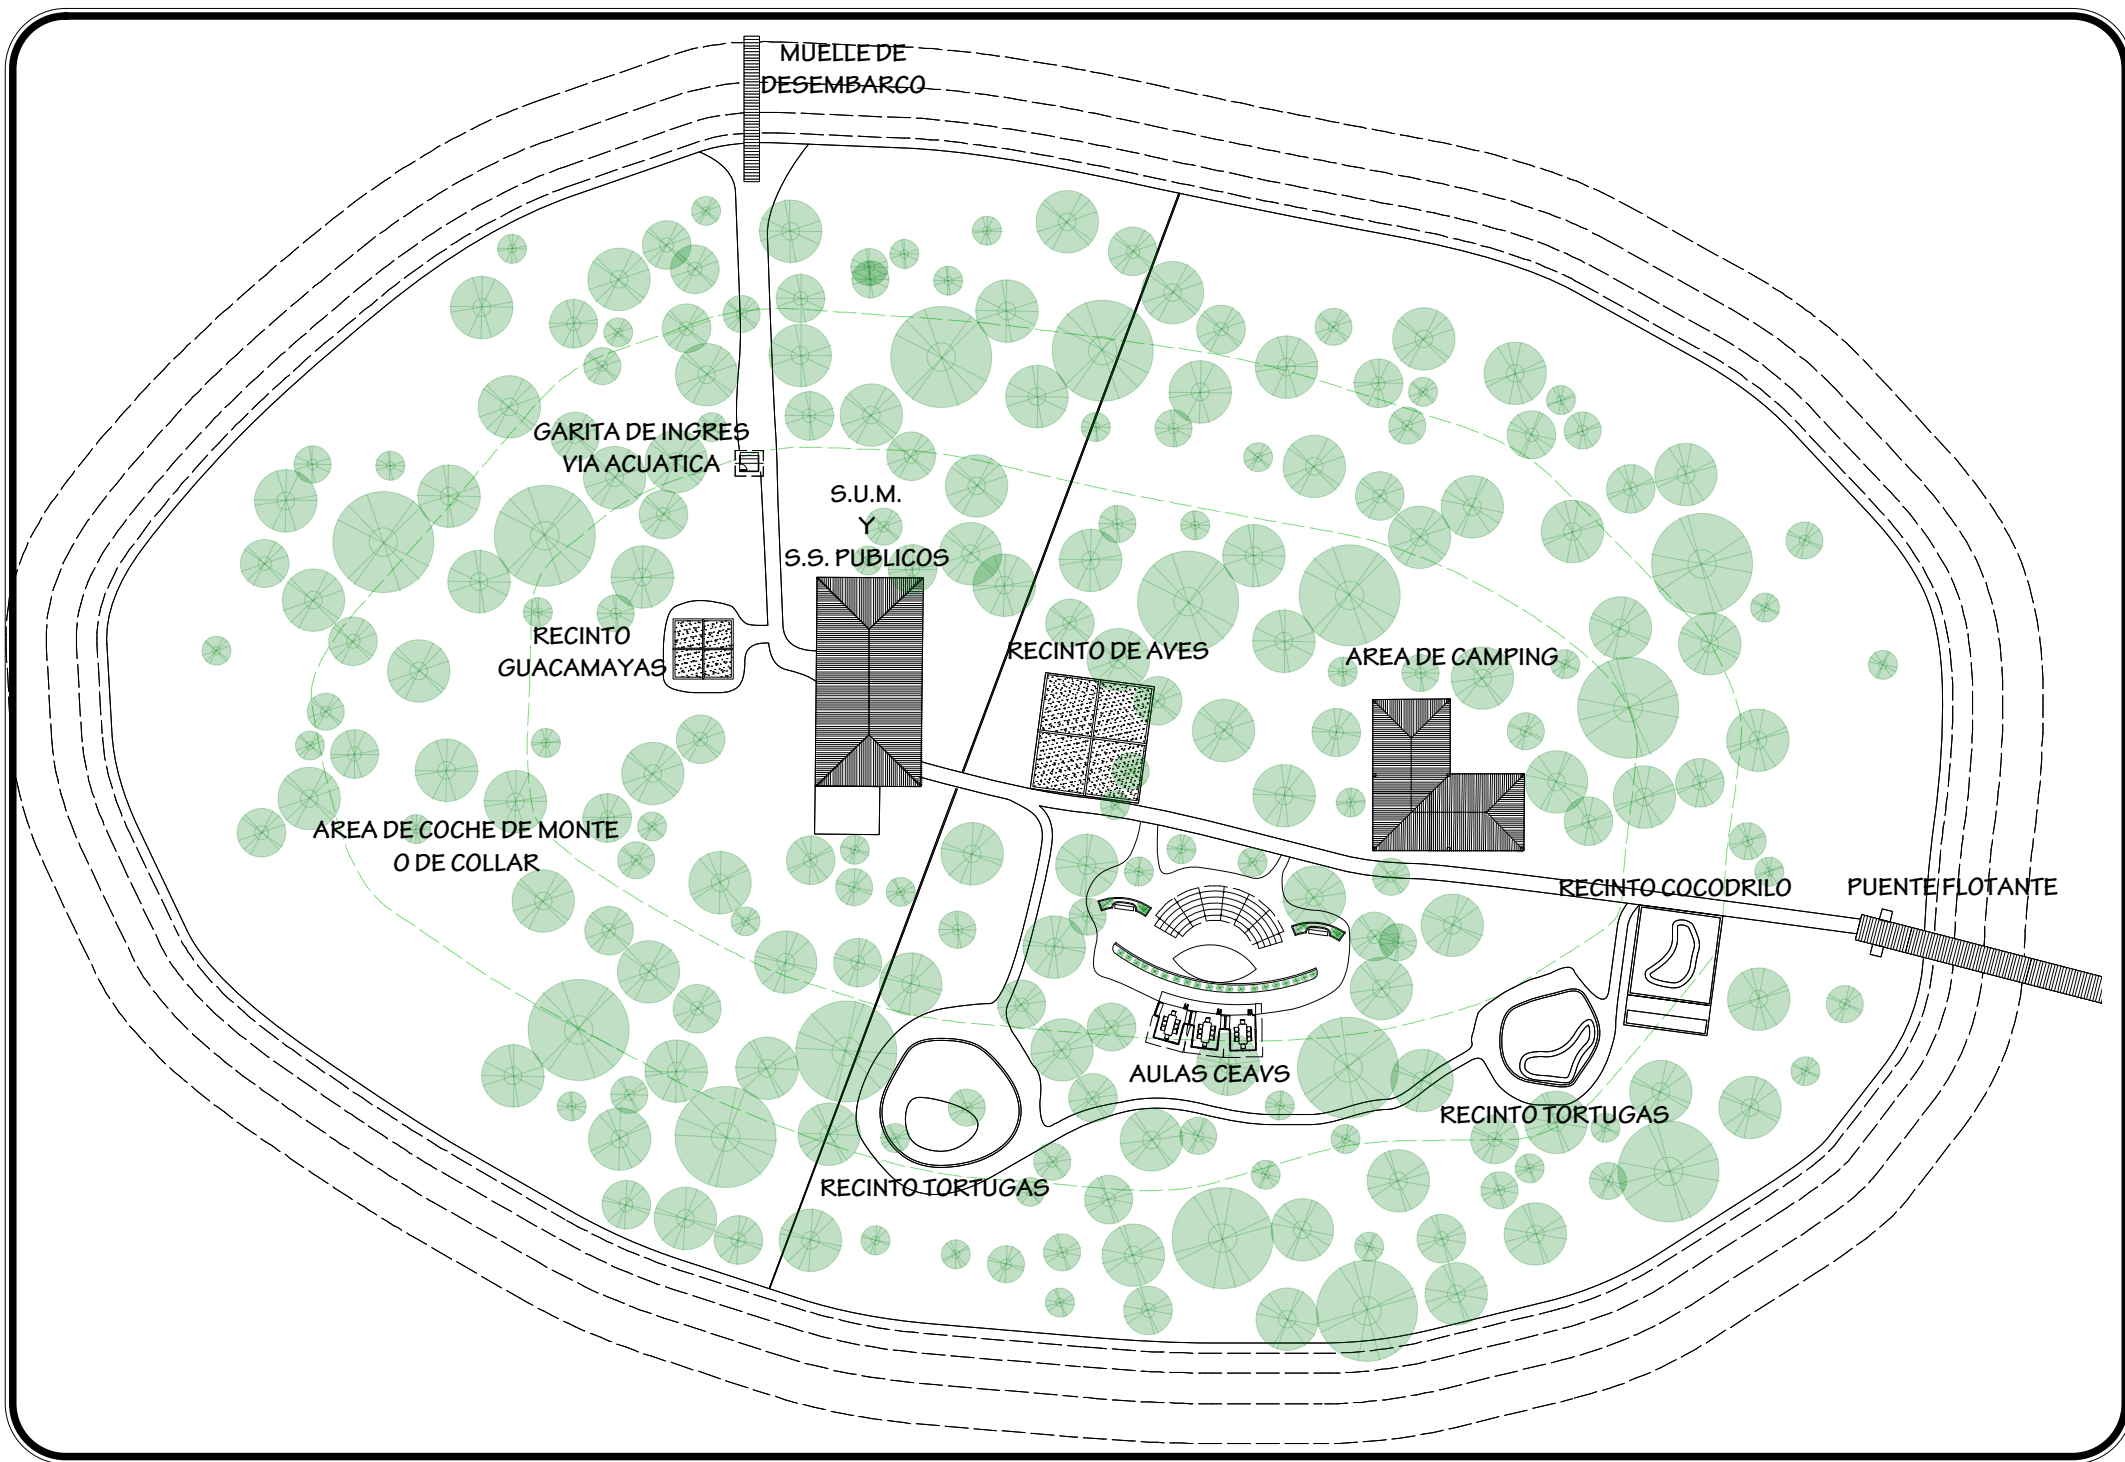 MUELLE DE
DESEMBARCO
GARITA DE INGRES
VIA ACUATICA
S.U.M.
Y
S.S. PUBLICOS
RECINTO
GUACAMAYAS
RECINTO DE AVES
AREA DE CAMPING
AREA DE COCHE DE MONTE
O DE COLLAR
RECINTO COCODRILO
PUENTE FLOTANTE
AULAS CEAVS
RECINTO TORTUGAS
RECINTO TORTUGAS